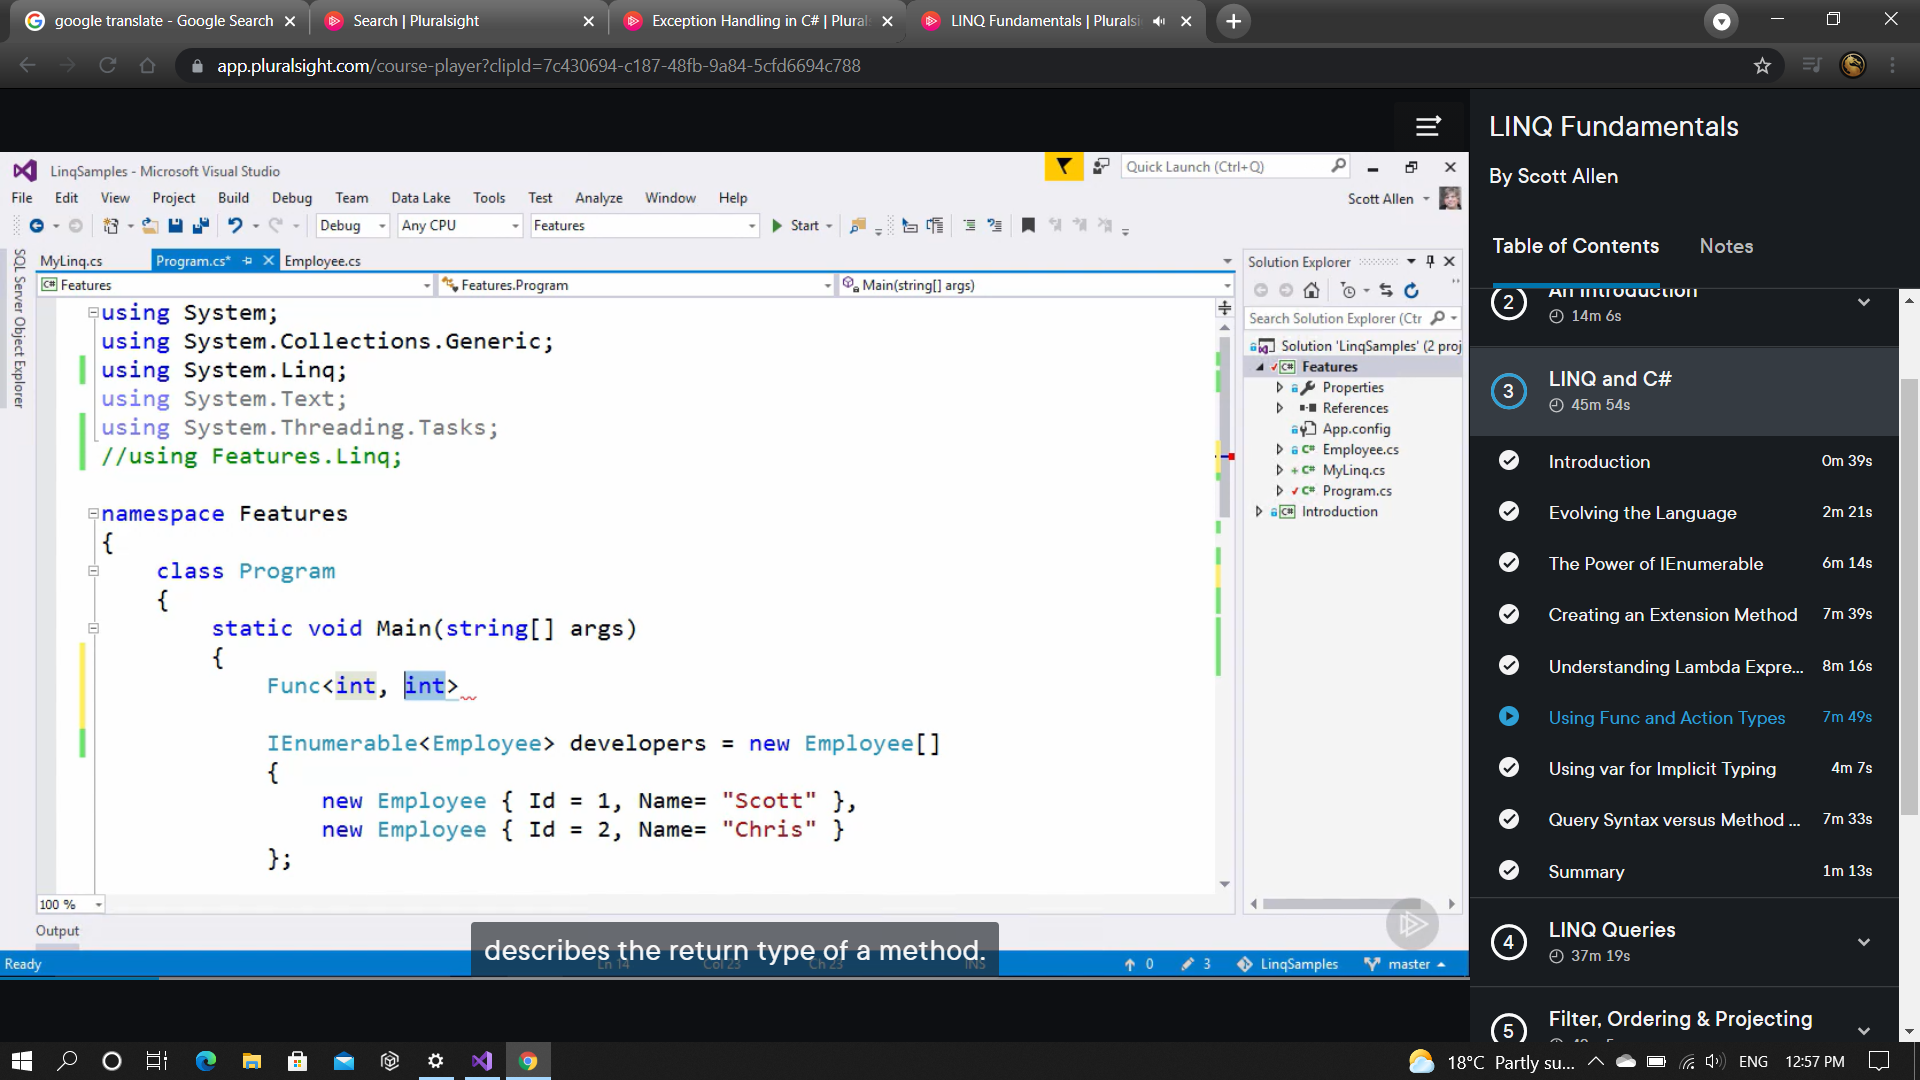 google translate - Google Search
Search | Pluralsight
Exception Handling in C# | Plural
LINQ Fundamentals | Pluralsi
app.pluralsight.com/course-player?clipId=7c430694-c187-48fb-9a84-5cfd6694c788
LinqSamples - Microsoft Visual Studio
Quick Launch (Ctrl+Q)
File Edit View Project Build Debug Team Data Lake Tools Test Analyze Window Help
Scott Allen
Debug Any CPU Features Start
SQL Server Object Explorer
MyLinq.cs Program.cs* Employee.cs
Features Features.Program Main(string[] args)
using System;
using System.Collections.Generic;
using System.Linq;
using System.Text;
using System.Threading.Tasks;
//using Features.Linq;
namespace Features
{
class Program
{
static void Main(string[] args)
{
Func<int, int>
IEnumerable<Employee> developers = new Employee[]
{
new Employee { Id = 1, Name= "Scott" },
new Employee { Id = 2, Name= "Chris" }
};
100 %
Output
Ready Ln 14 Col 23 Ch 23 INS 0 3 LinqSamples master
describes the return type of a method.
Solution Explorer
Search Solution Explorer (Ctr
Solution 'LinqSamples' (2 proj
Features
Properties
References
App.config
Employee.cs
MyLinq.cs
Program.cs
Introduction
LINQ Fundamentals
By Scott Allen
Table of Contents Notes
2 An Introduction
14m 6s
3 LINQ and C#
45m 54s
Introduction 0m 39s
Evolving the Language 2m 21s
The Power of IEnumerable 6m 14s
Creating an Extension Method 7m 39s
Understanding Lambda Expre... 8m 16s
Using Func and Action Types 7m 49s
Using var for Implicit Typing 4m 7s
Query Syntax versus Method ... 7m 33s
Summary 1m 13s
4 LINQ Queries
37m 19s
5 Filter, Ordering & Projecting
18°C Partly su... ENG 12:57 PM